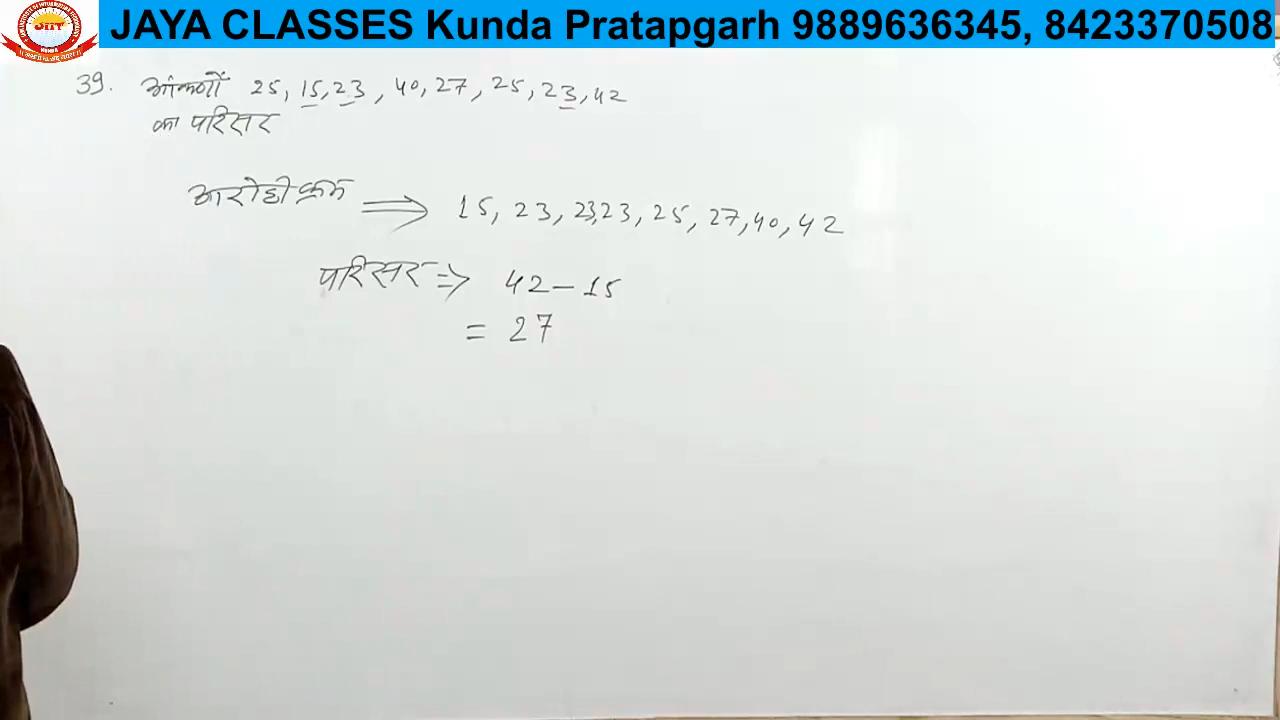 JAYA CLASSES Kunda Pratapgarh 9889636345, 8423370508
39. आंकड़ों 25, 15, 23, 40, 27, 25, 23, 42
का परिसर
आरोही क्रम ⇒ 15, 23, 23, 23, 25, 27, 40, 42
परिसर ⇒ 42 – 15
= 27